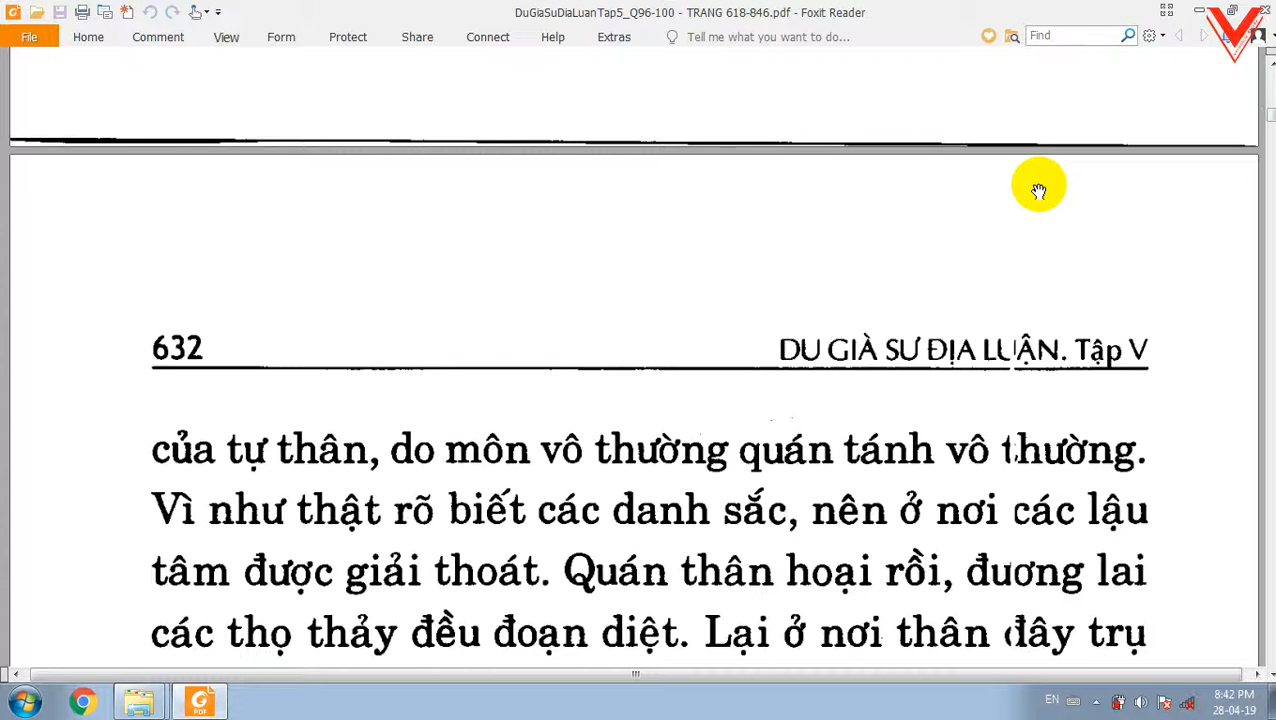 DuGiaSuDiaLuanTap5_Q96-100 - TRANG 618-846.pdf - Foxit Reader
File Home Comment View Form Protect Share Connect Help Extras Tell me what you want to do... Find
632 DU GIÀ SƯ ĐỊA LUẬN. Tập V
của tự thân, do môn vô thường quán tánh vô thường.
Vì như thật rõ biết các danh sắc, nên ở nơi các lậu
tâm được giải thoát. Quán thân hoại rồi, đương lai
các thọ thảy đều đoạn diệt. Lại ở nơi thân đây trụ
PDF
EN
8:42 PM
28-04-19